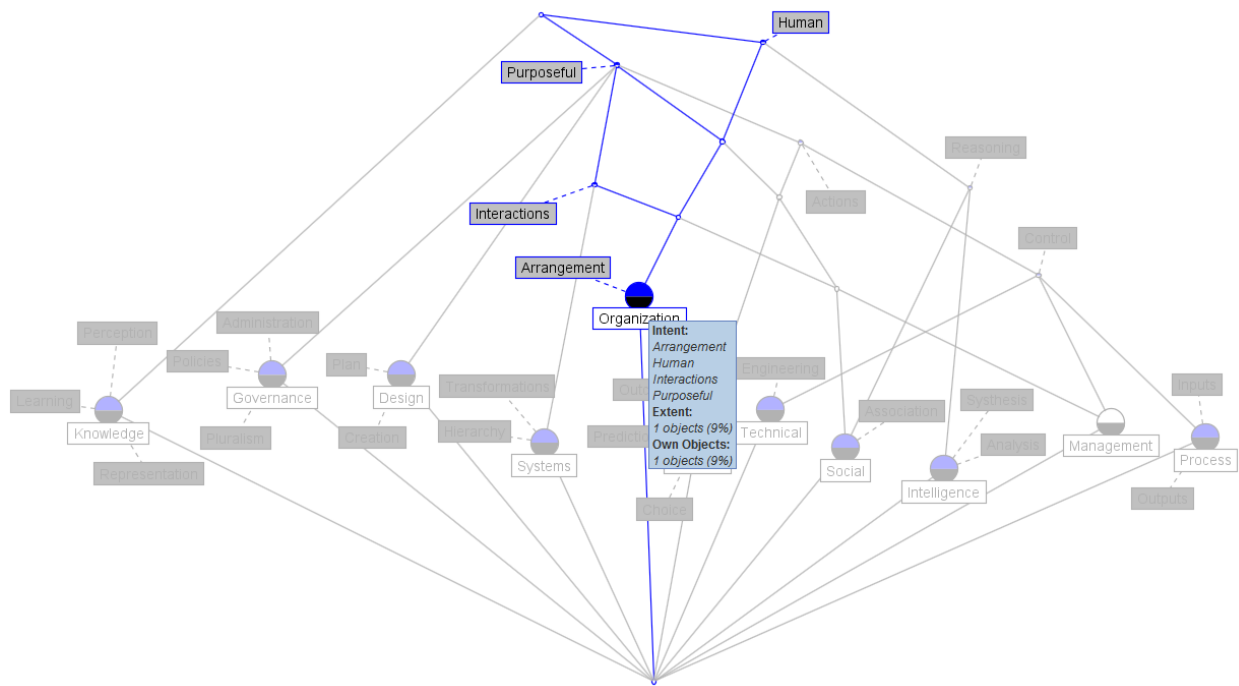 Human
Purposeful
Reasoning
Actions
Interactions
Control
Arrangement
Organization
Intent:
Arrangement
Human
Interactions
Purposeful
Extent:
1 objects (9%)
Own Objects:
1 objects (9%)
Perception
Administration
Policies
Plan
Engineering
Inputs
Learning
Governance
Design
Transformations
Association
Systhesis
Knowledge
Pluralism
Creation
Hierarchy
Technical
Analysis
Management
Representation
Systems
Social
Process
Intelligence
Outputs
Choice